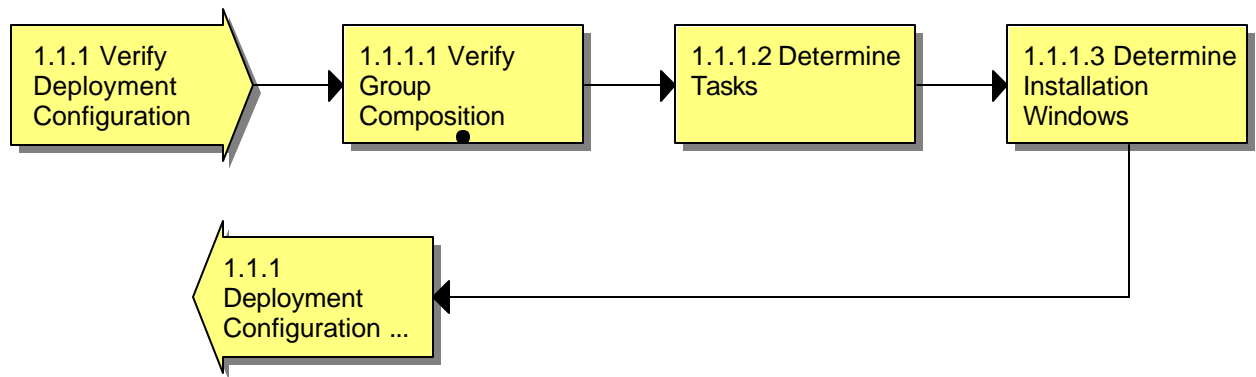 1.1.1 Verify
Deployment
Configuration
1.1.1.1 Verify
Group
Composition
1.1.1.2 Determine
Tasks
1.1.1.3 Determine
Installation
Windows
1.1.1
Deployment
Configuration ...